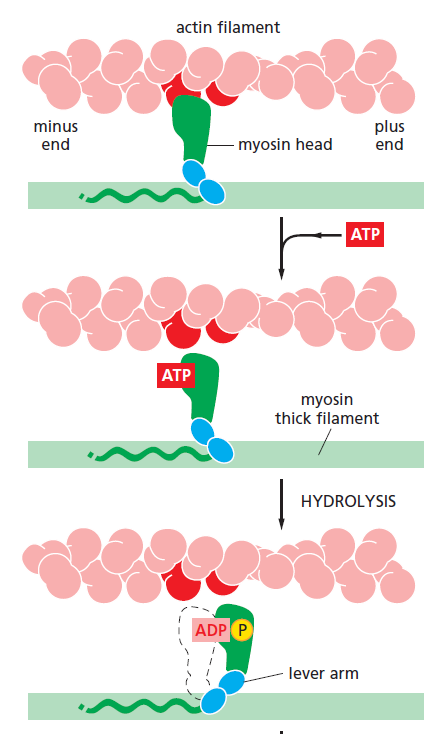 actin filament
minus
end
plus
end
myosin head
ATP
ATP
myosin
thick filament
HYDROLYSIS
ADP P
lever arm